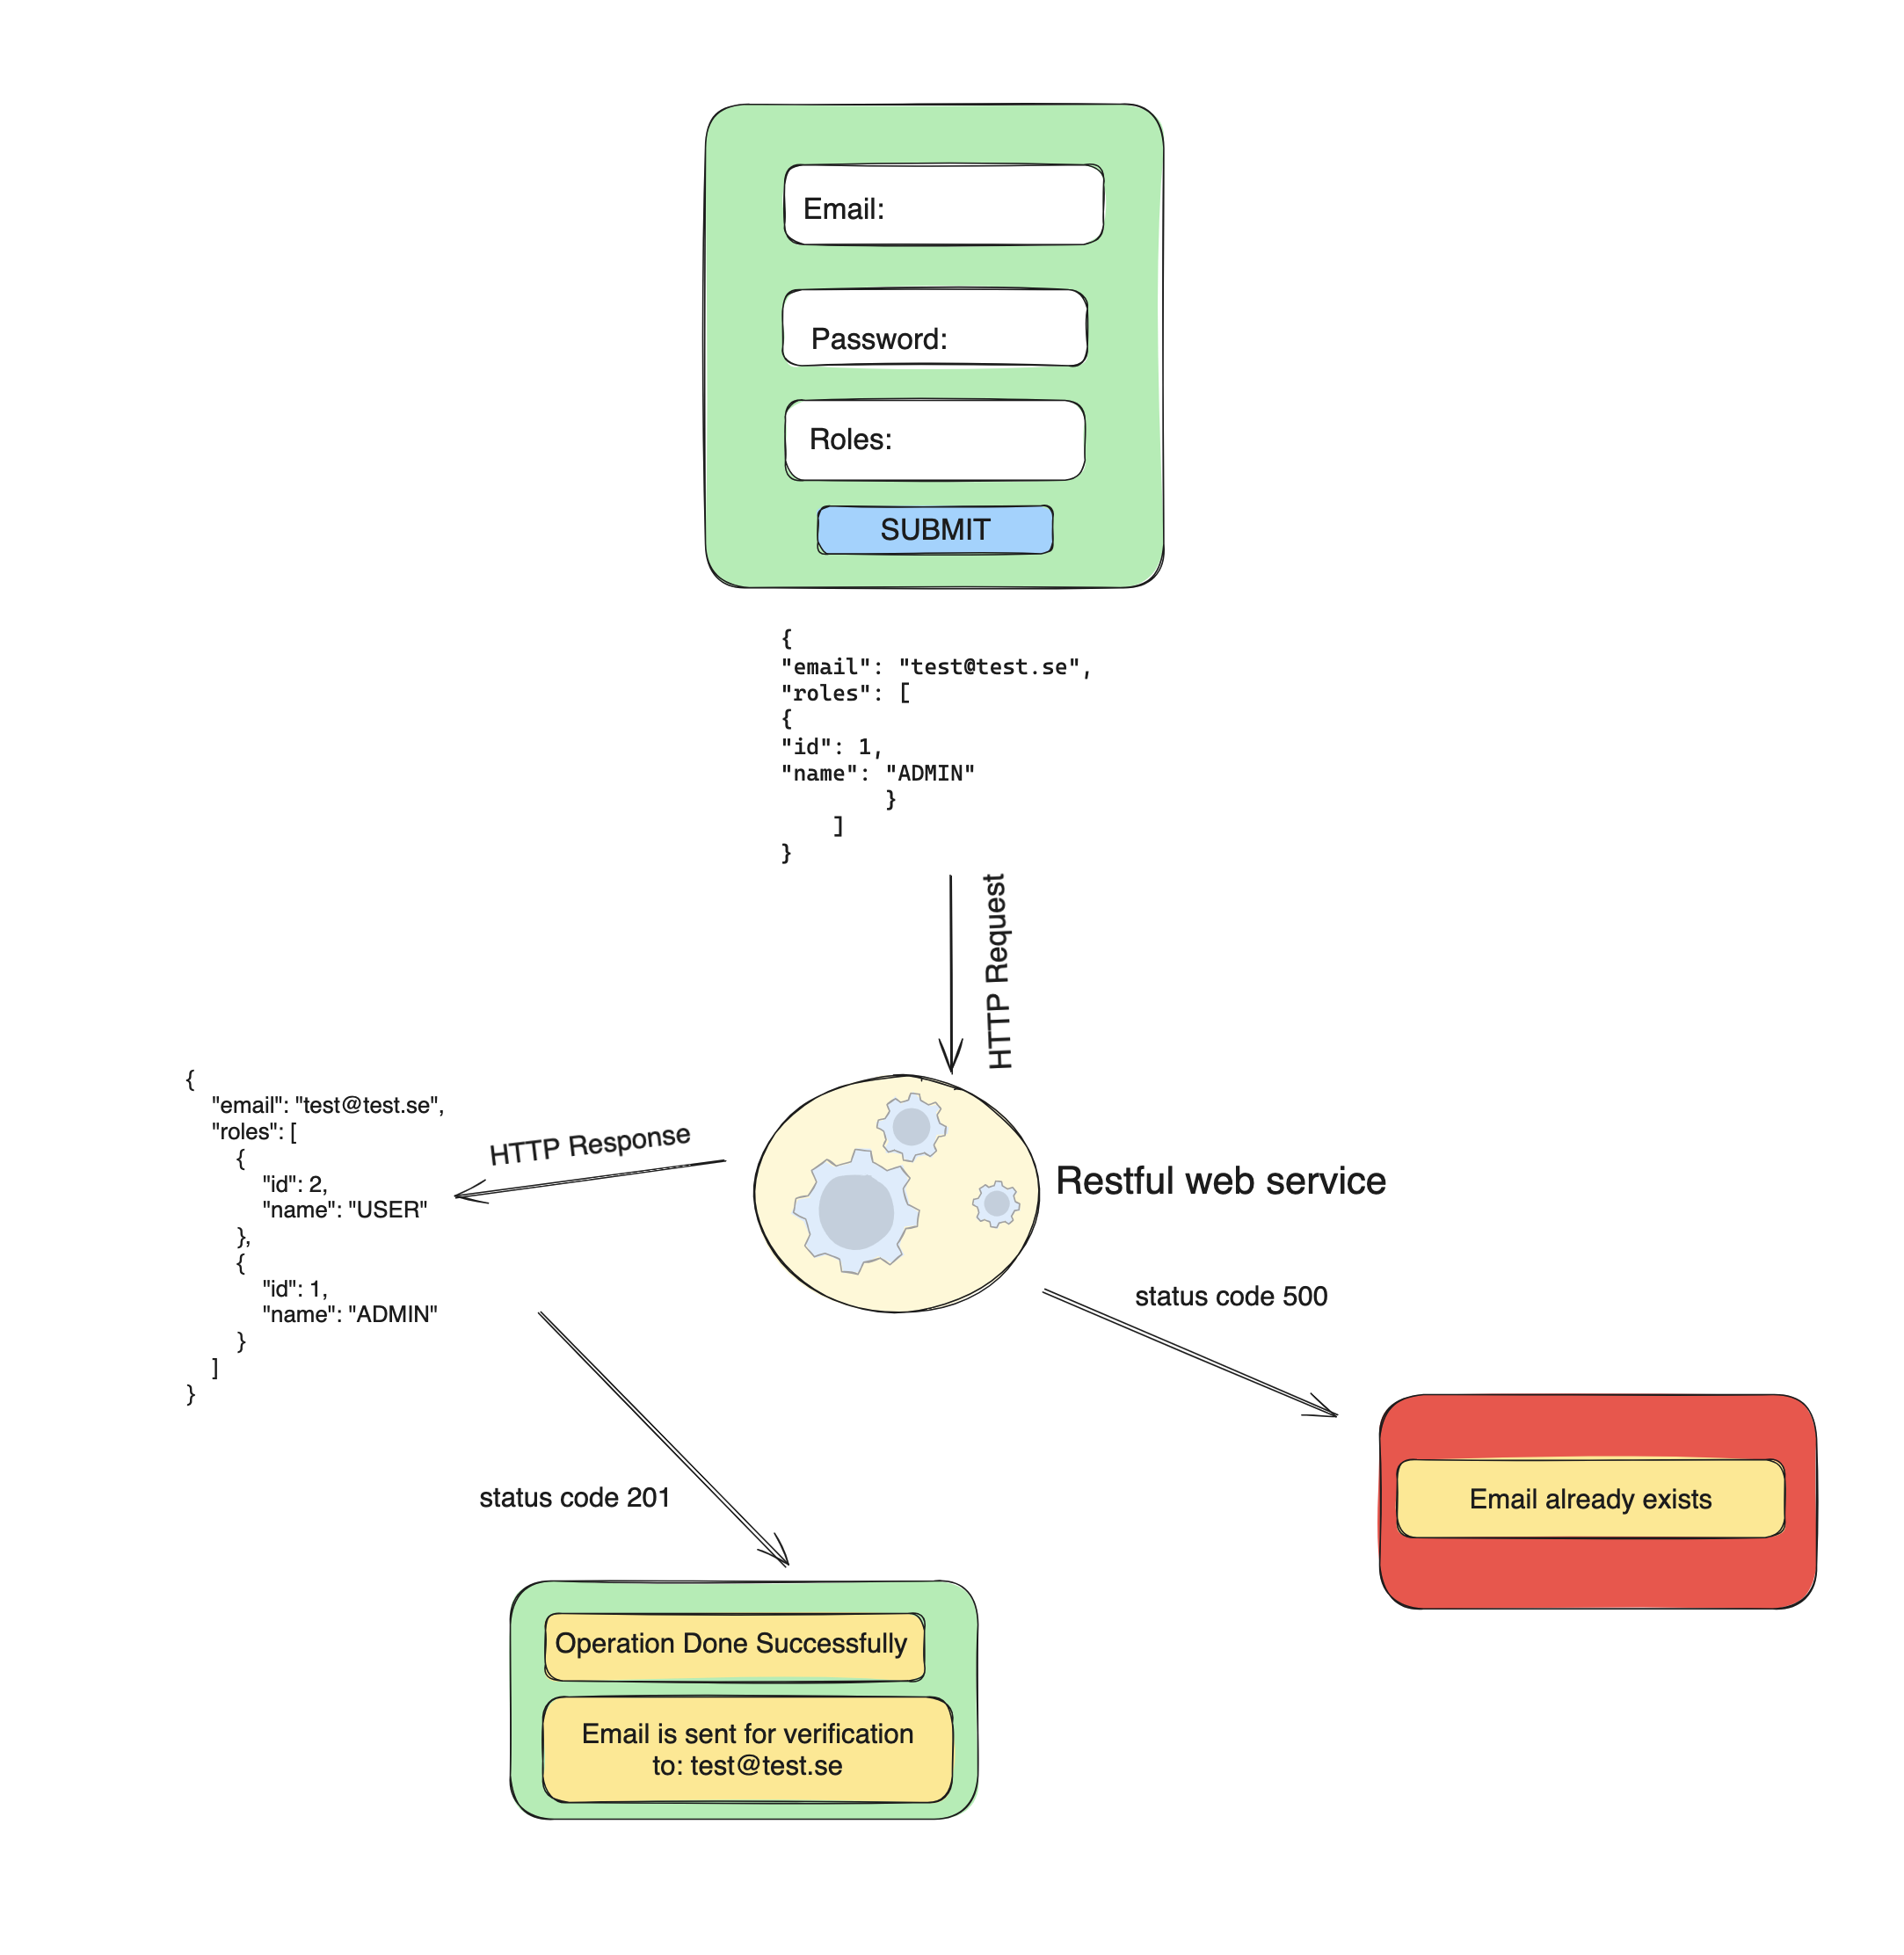 Email:
Password:
Roles:
SUBMIT
{
"email": "test@test.se",
"roles": [
{
"id": 1,
"name": "ADMIN"
}
]
}
HTTP Request
{
"email": "test@test.se",
"roles": [
{
"id": 2,
"name": "USER"
},
{
"id": 1,
"name": "ADMIN"
}
]
}
HTTP Response
Restful web service
status code 500
Email already exists
status code 201
Operation Done Successfully
Email is sent for verification
to: test@test.se